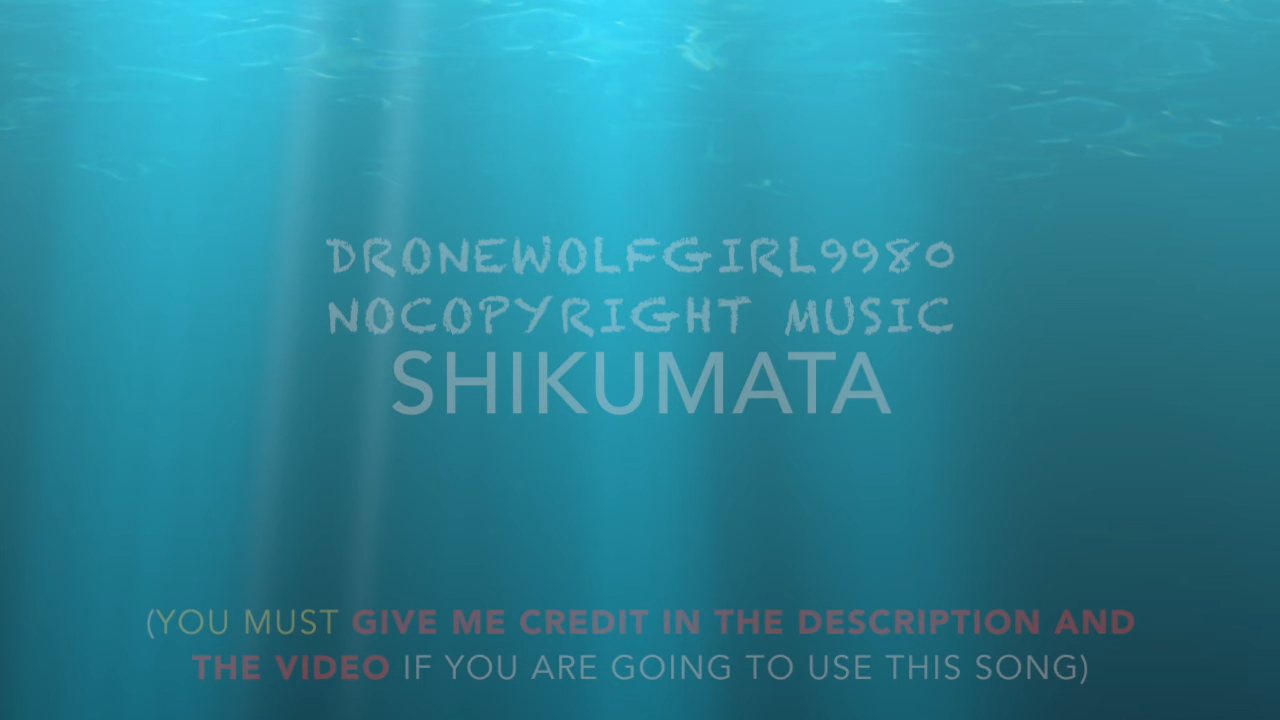 DRONEWOLFGIRL9980
NOCOPYRIGHT MUSIC
SHIKUMATA
(YOU MUST GIVE ME CREDIT IN THE DESCRIPTION AND
THE VIDEO IF YOU ARE GOING TO USE THIS SONG)